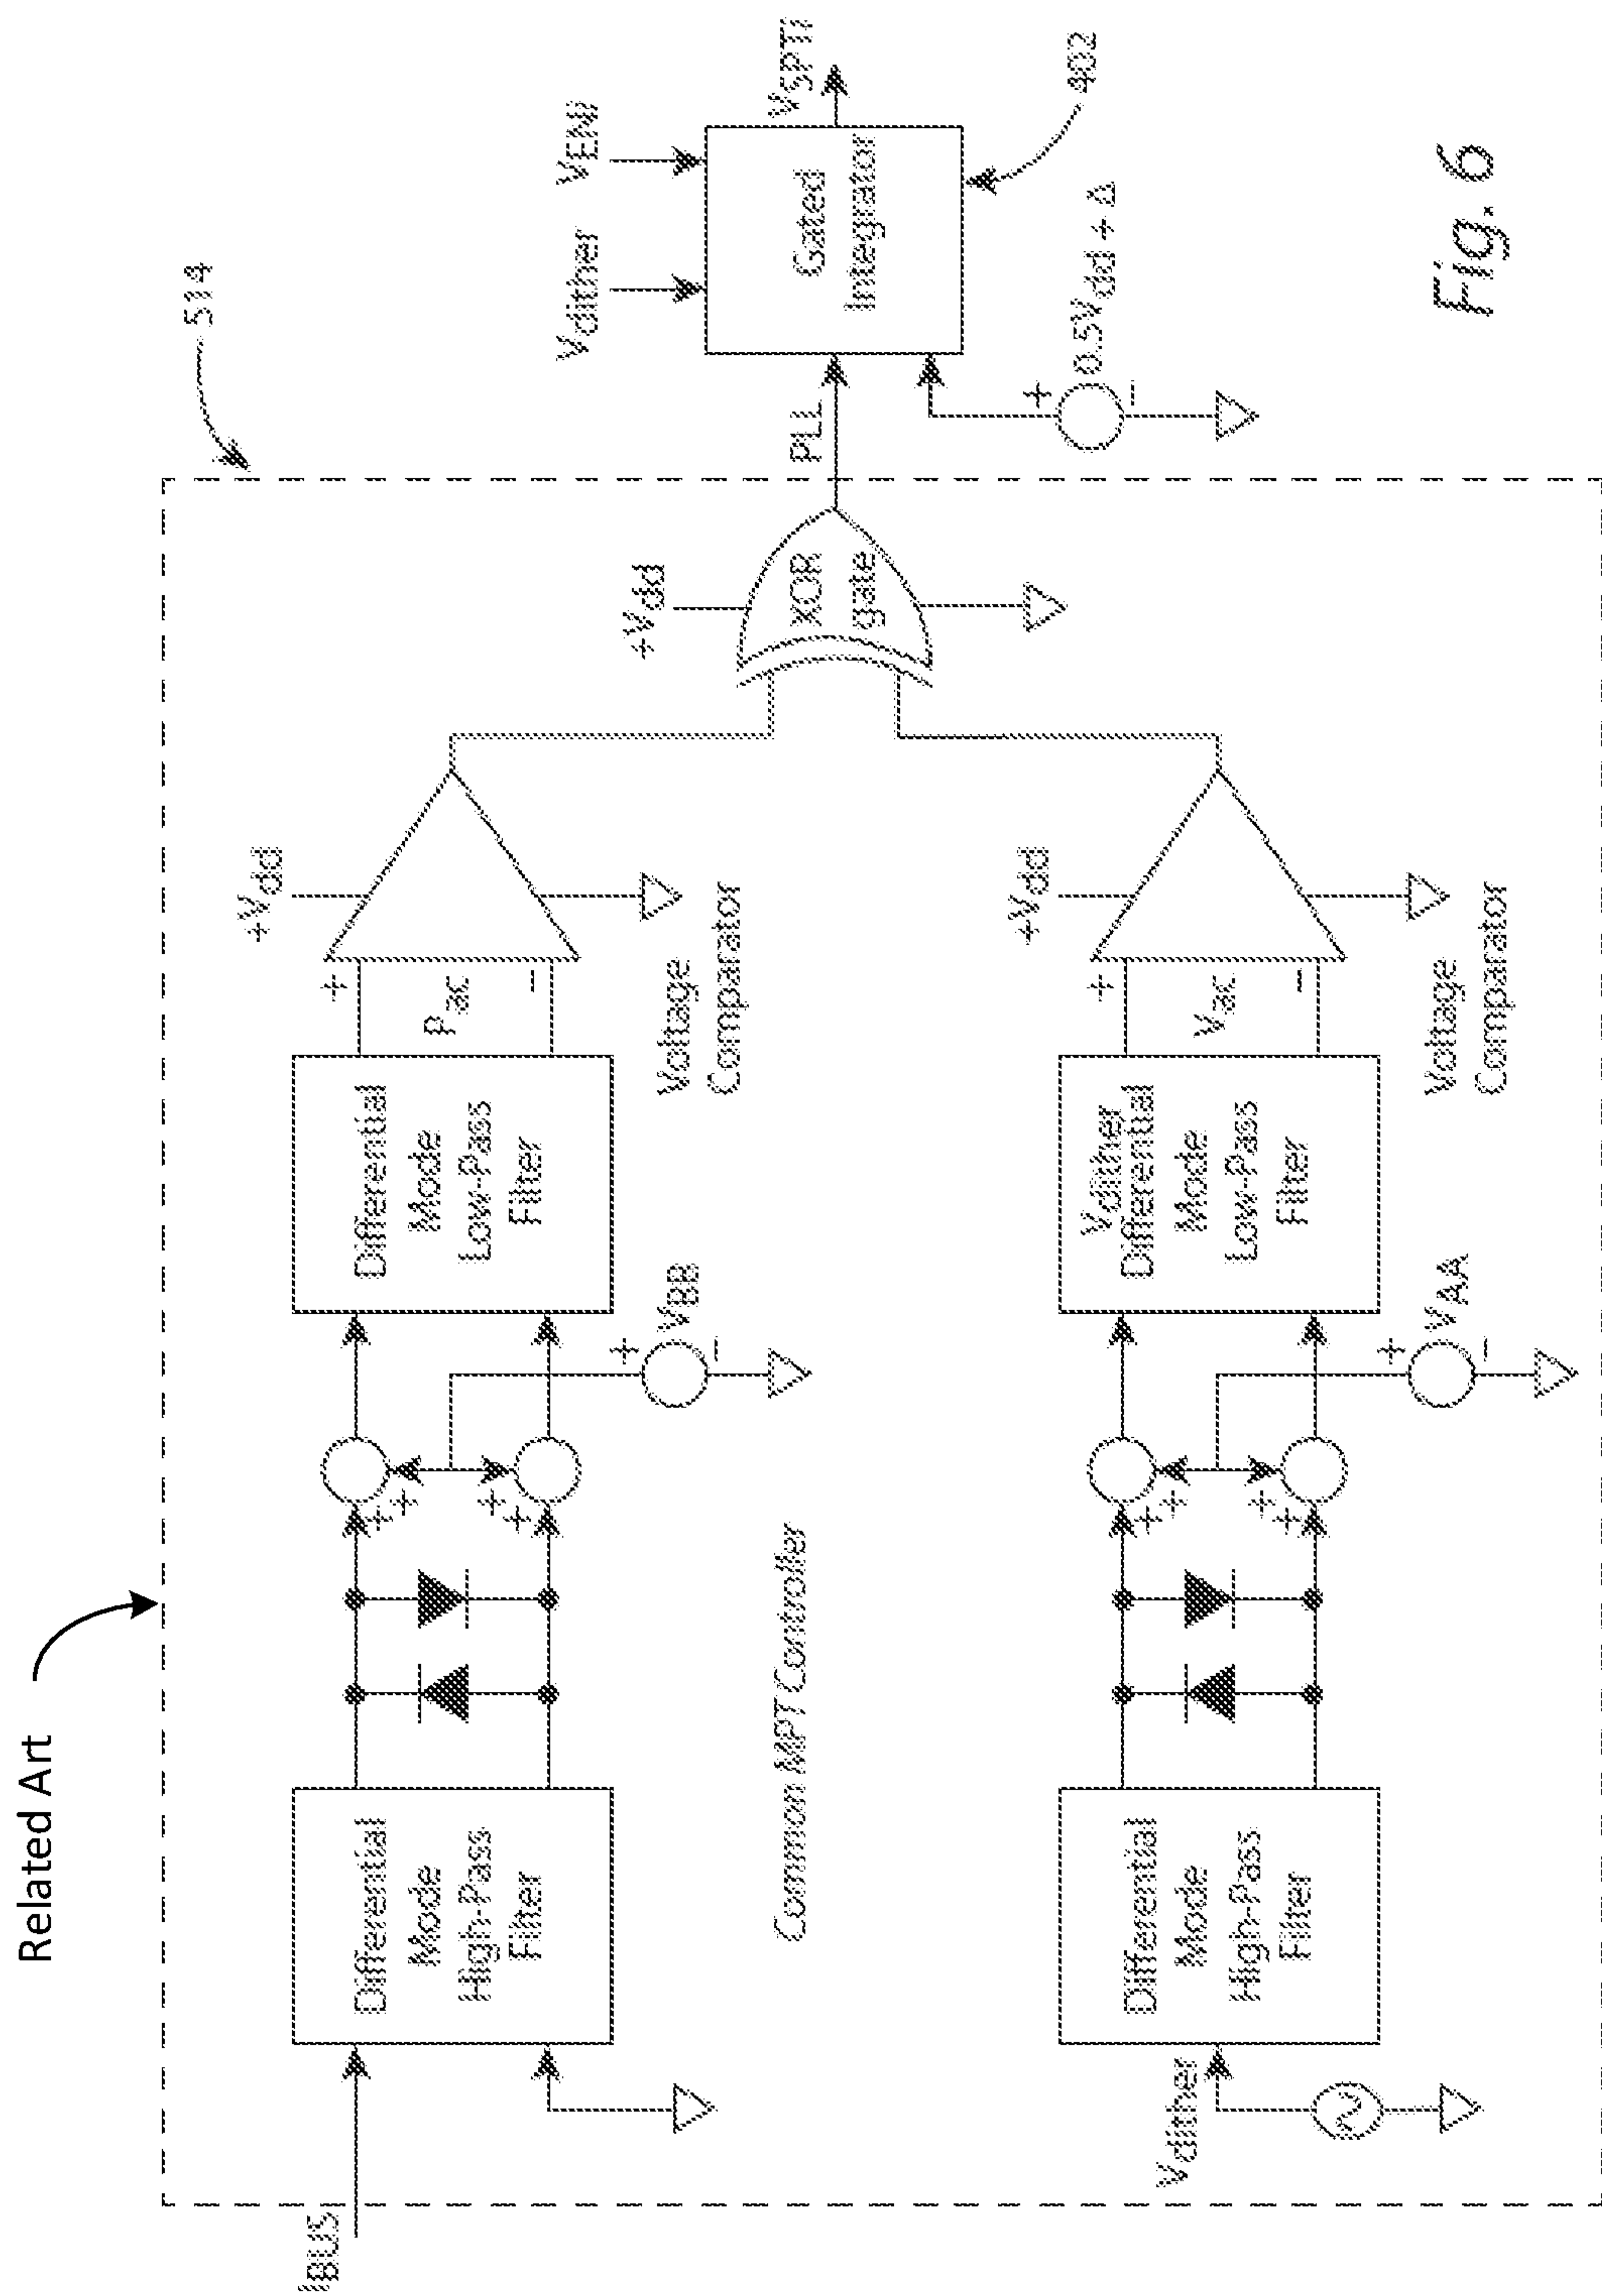 Related Art
514
IBUS
Differential
Mode
High-Pass
Filter
+
+
+
+
+
VBB
−
Differential
Mode
Low-Pass
Filter
+
Pac
−
+Vdd
Voltage
Comparator
Common MPT Controller
Vdither
Differential
Mode
High-Pass
Filter
+
+
+
+
+
VAA
−
Vdither
Differential
Mode
Low-Pass
Filter
+
Vac
−
+Vdd
Voltage
Comparator
+Vdd
XOR
gate
PLL
Vdither
VENi
Gated
Integrator
VSPTi
402
+
0.5Vdd + Δ
−
Fig. 6